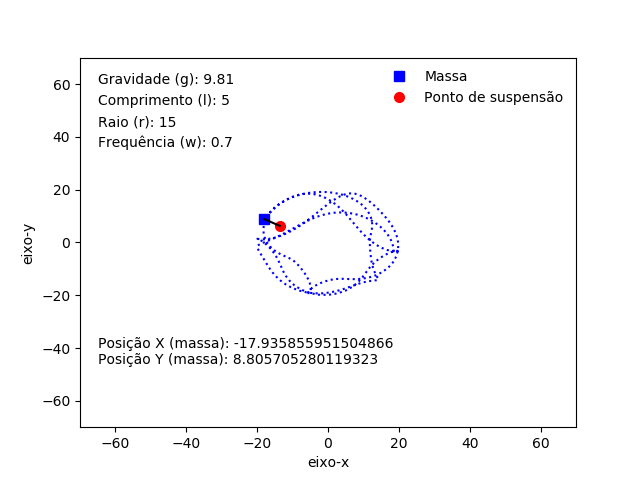 Gravidade (g): 9.81
Comprimento (l): 5
Raio (r): 15
Frequência (w): 0.7
Massa
Ponto de suspensão
60
40
20
0
−20
−40
−60
eixo-y
Posição X (massa): -17.935855951504866
Posição Y (massa): 8.805705280119323
−60 −40 −20 0 20 40 60
eixo-x